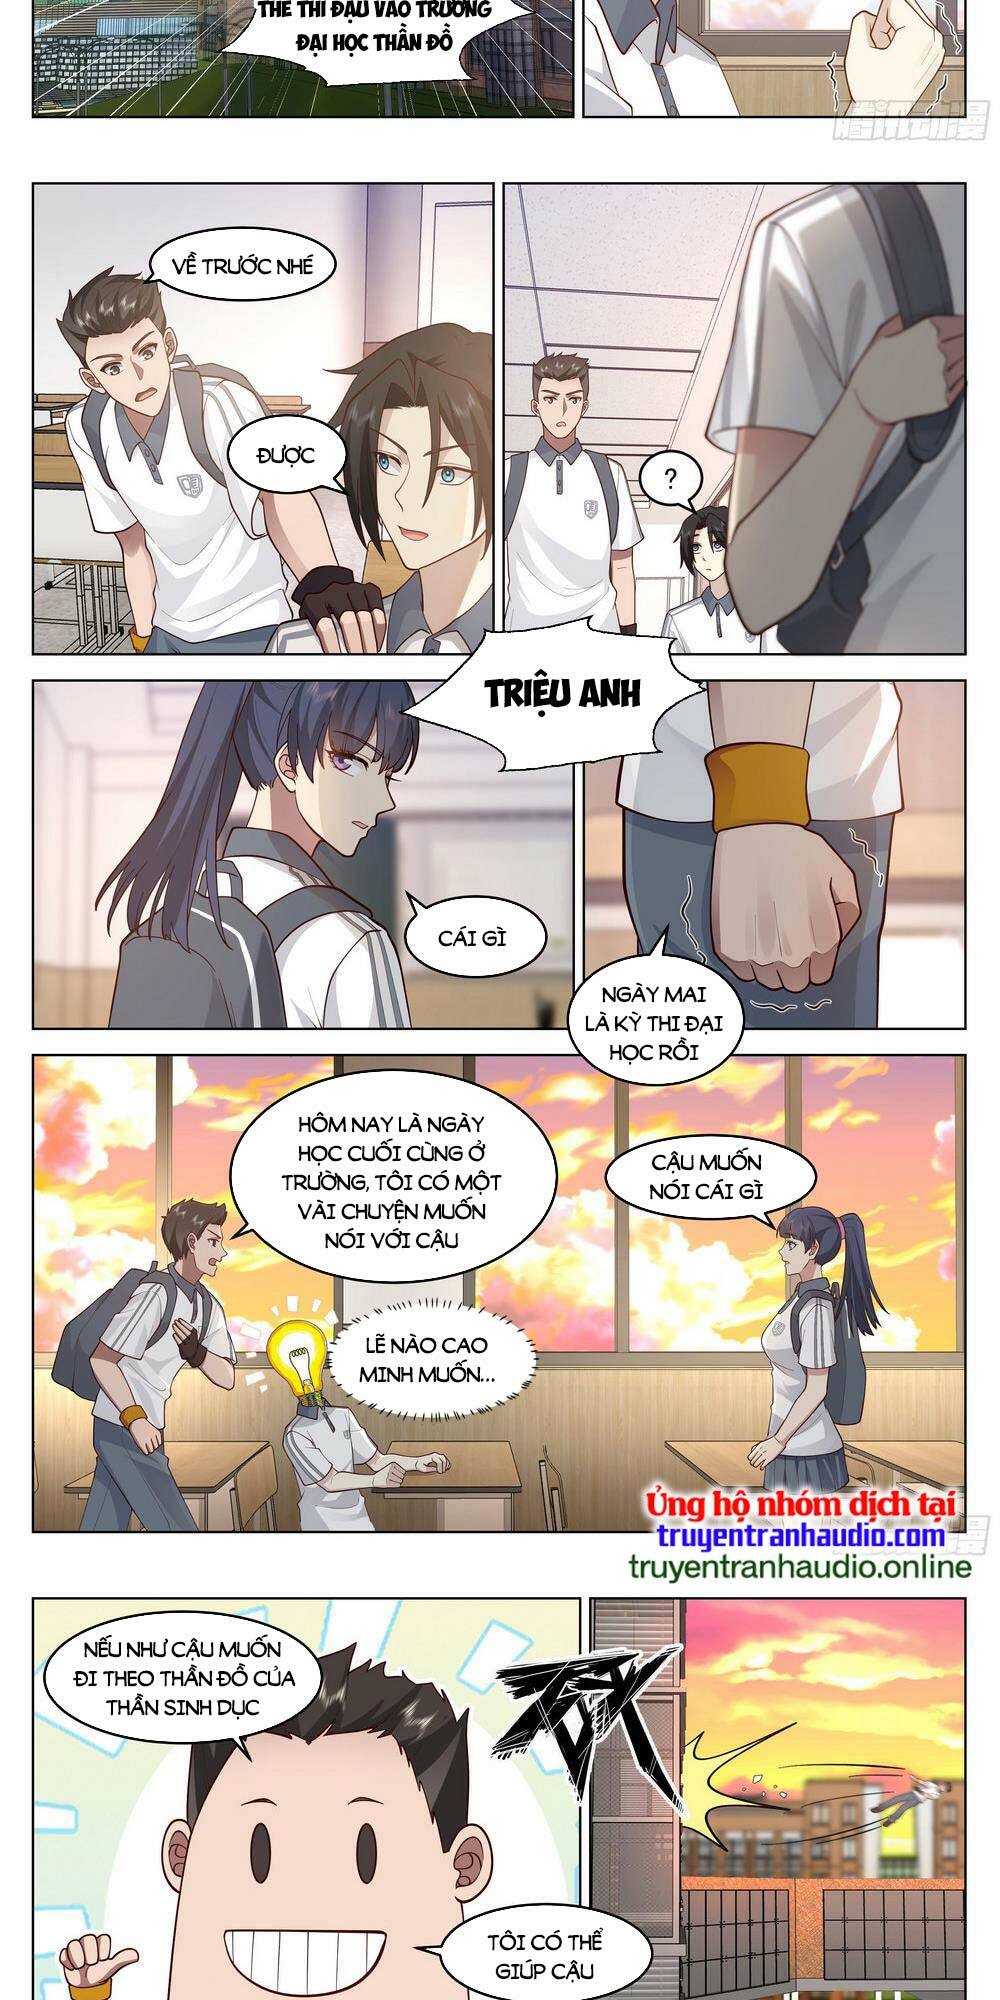 THỂ THI ĐẬU VÀO TRƯỜNG
ĐẠI HỌC THẦN ĐÔ
VỀ TRƯỚC NHÉ
ĐƯỢC
?
TRIỆU ANH
CÁI GÌ
NGÀY MAI
LÀ KỲ THI ĐẠI
HỌC RỒI
HÔM NAY LÀ NGÀY
HỌC CUỐI CÙNG Ở
TRƯỜNG, TÔI CÓ MỘT
VÀI CHUYỆN MUỐN
NÓI VỚI CẬU
CẬU MUỐN
NÓI CÁI GÌ
LẼ NÀO CAO
MINH MUỐN...
Ủng hộ nhóm dịch tại
truyentranhaudio.com
truyentranhaudio.online
NẾU NHƯ CẬU MUỐN
ĐI THEO THẦN ĐỒ CỦA
THẦN SINH DỤC
TÔI CÓ THỂ
GIÚP CẬU